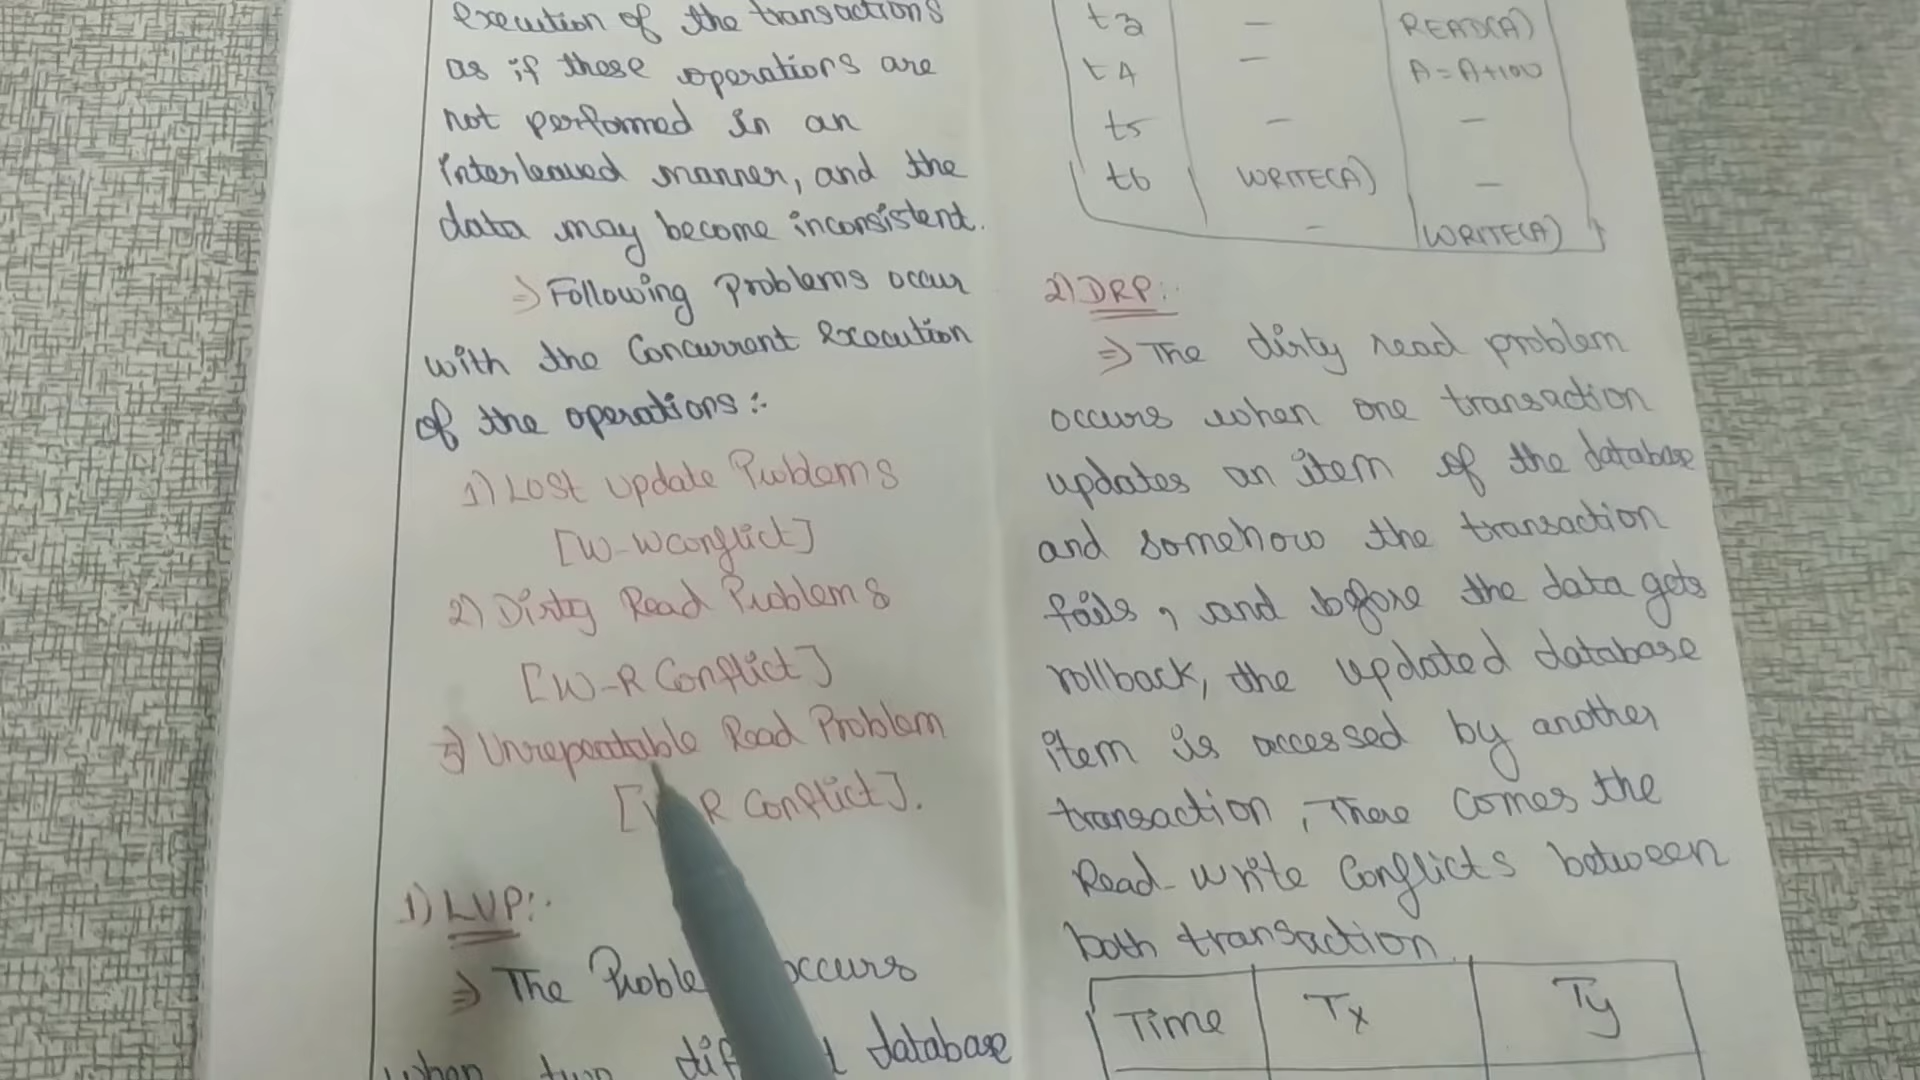 execution of the transactions
as if these operations are
not performed in an
interleaved manner, and the
data may become inconsistent.
⇒ Following Problems occur
with the Concurrent Execution
of the operations:-
1) Lost update Problems
[W-W conflict]
2) Dirty Read Problems
[W-R Conflict]
3) Unrepeatable Read Problem
R Conflict].
1) LUP:-
⇒ The occurs
when two database
t3 — READ(A)
t4 — A=A+100
t5 — —
t6 WRITE(A) —
— WRITE(A)
2) DRP:-
⇒ The dirty read problem
occurs when one transaction
updates an item of the database
and somehow the transaction
fails, and before the data gets
rollback, the updated database
item is accessed by another
transaction, There comes the
Read-write Conflicts between
both transaction.
Time Tx Ty